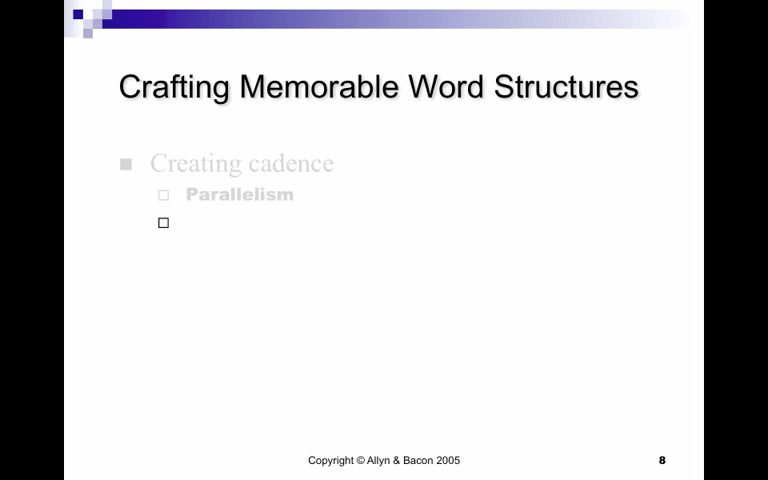 Crafting Memorable Word Structures
Creating cadence
Parallelism
Copyright © Allyn & Bacon 2005
8